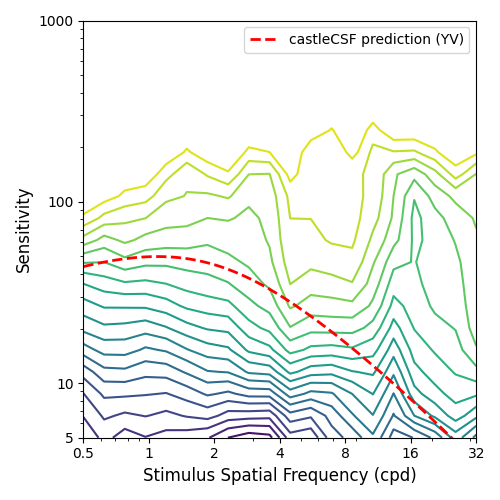 1000
castleCSF prediction (YV)
100
Sensitivity
10
5
0.5 1 2 4 8 16 32
Stimulus Spatial Frequency (cpd)